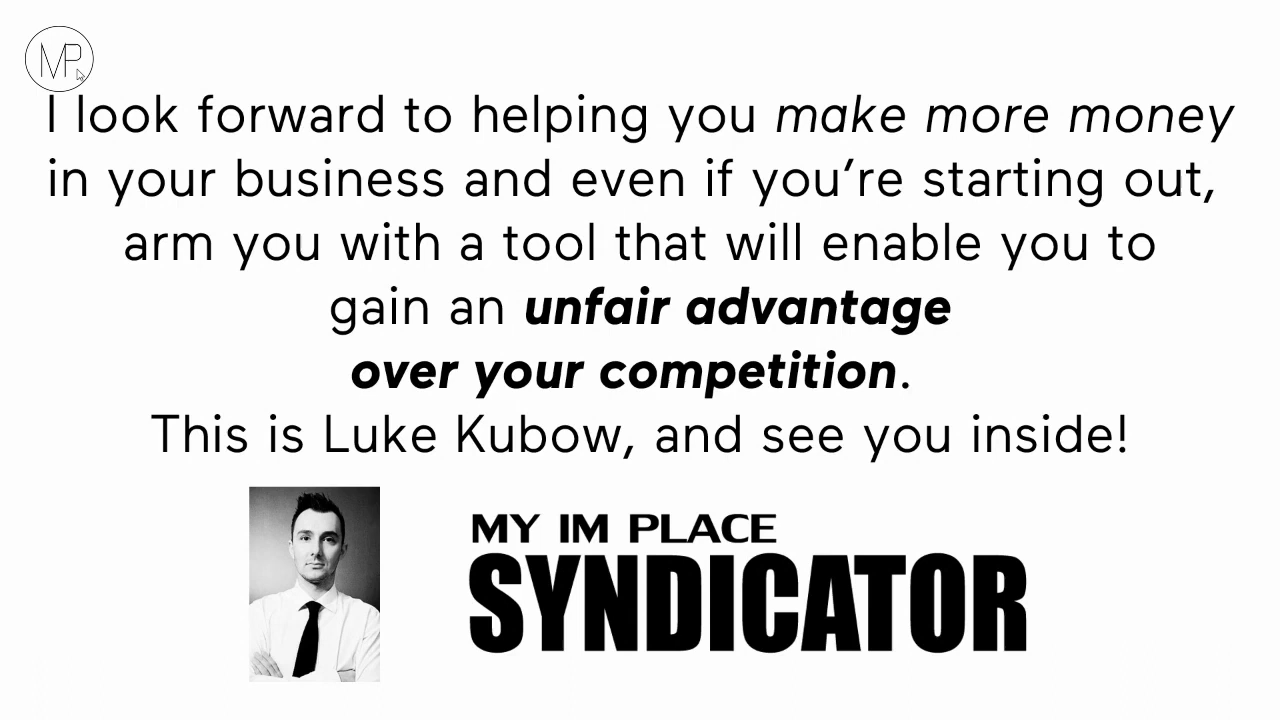 MP
I look forward to helping you make more money
in your business and even if you’re starting out,
arm you with a tool that will enable you to
gain an unfair advantage
over your competition.
This is Luke Kubow, and see you inside!
MY IM PLACE
SYNDICATOR